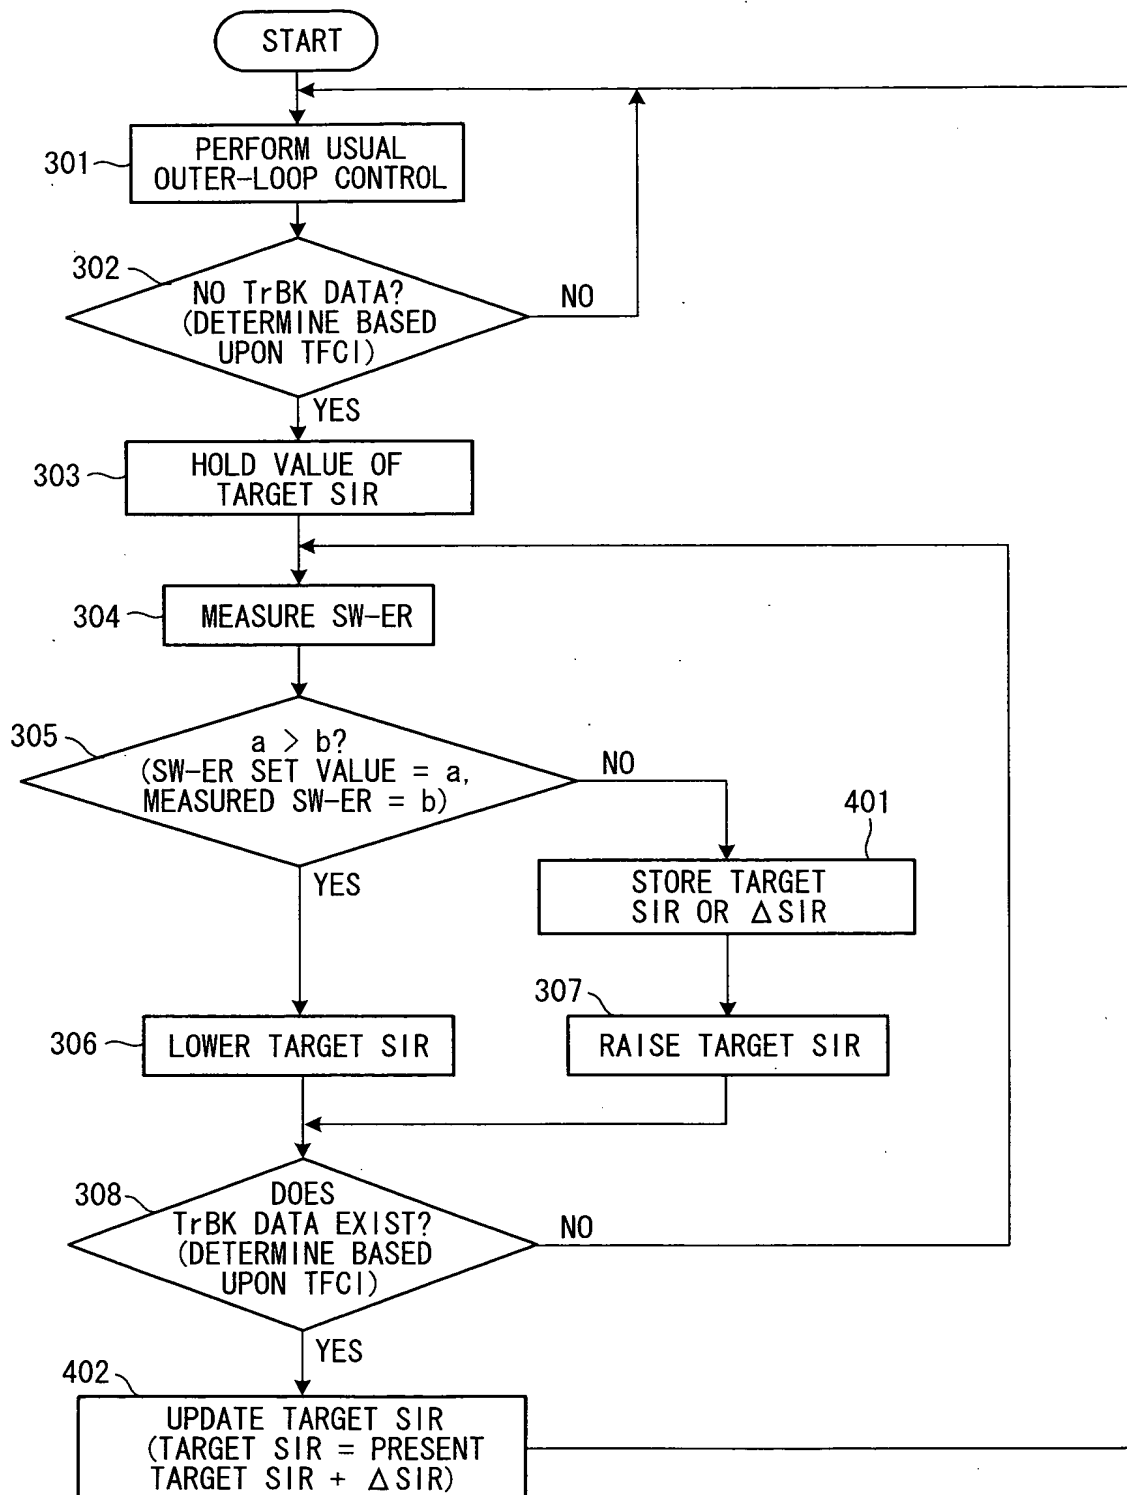 START
301
PERFORM USUAL
OUTER-LOOP CONTROL
302
NO TrBK DATA?
(DETERMINE BASED
UPON TFCI)
NO
YES
303
HOLD VALUE OF
TARGET SIR
304
MEASURE SW-ER
305
a > b?
(SW-ER SET VALUE = a,
MEASURED SW-ER = b)
NO
YES
401
STORE TARGET
SIR OR ΔSIR
307
RAISE TARGET SIR
306
LOWER TARGET SIR
308
DOES
TrBK DATA EXIST?
(DETERMINE BASED
UPON TFCI)
NO
YES
402
UPDATE TARGET SIR
(TARGET SIR = PRESENT
TARGET SIR + ΔSIR)